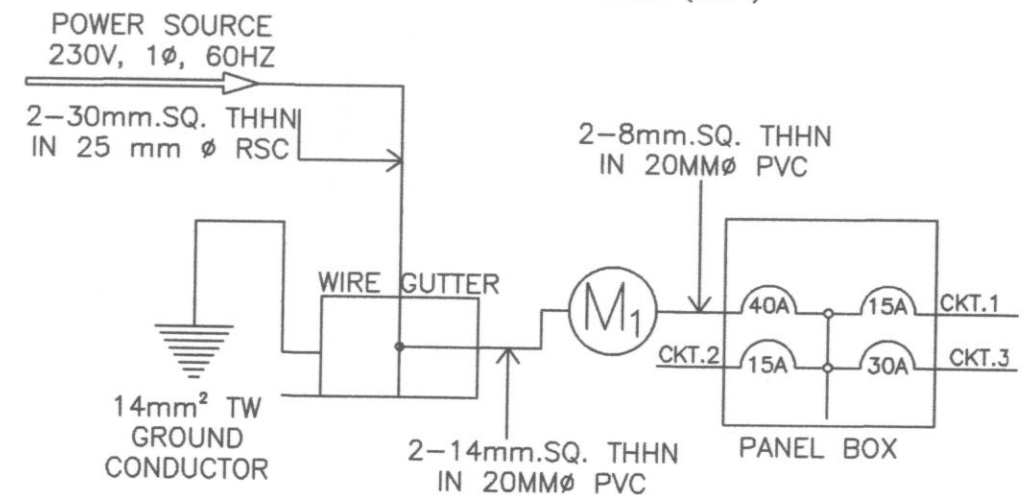 POWER SOURCE
230V, 1ø, 60HZ
2-30mm.SQ. THHN
IN 25 mm ø RSC
2-8mm.SQ. THHN
IN 20MMø PVC
WIRE GUTTER
M1
40A
15A
CKT.1
CKT.2
15A
30A
CKT.3
14mm² TW
GROUND
CONDUCTOR
2-14mm.SQ. THHN
IN 20MMø PVC
PANEL BOX